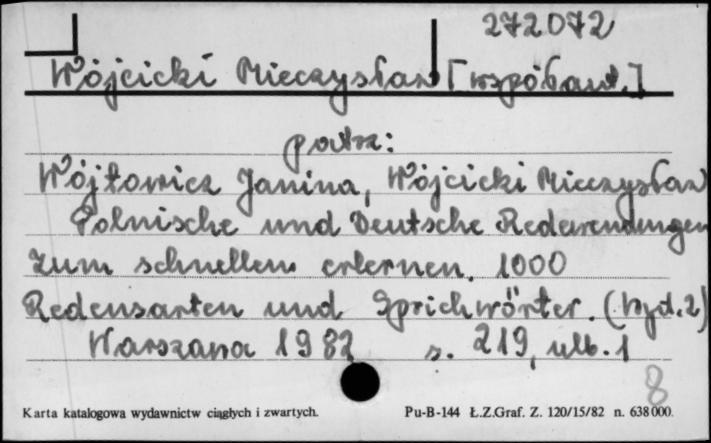 272072
Wójcicki Mieczysław [współaut.]
patrz:
Wójtowicz Janina, Wójcicki Mieczysław
Polnische und Deutsche Redewendungen
zum schnellen erlernen. 1000
Redensarten und Sprichwörter. (Wyd. 2)
Warszawa 1982 s. 219, ulb. 1
8
Karta katalogowa wydawnictw ciągłych i zwartych. Pu-B-144 Ł.Z.Graf. Z. 120/15/82 n. 638000.